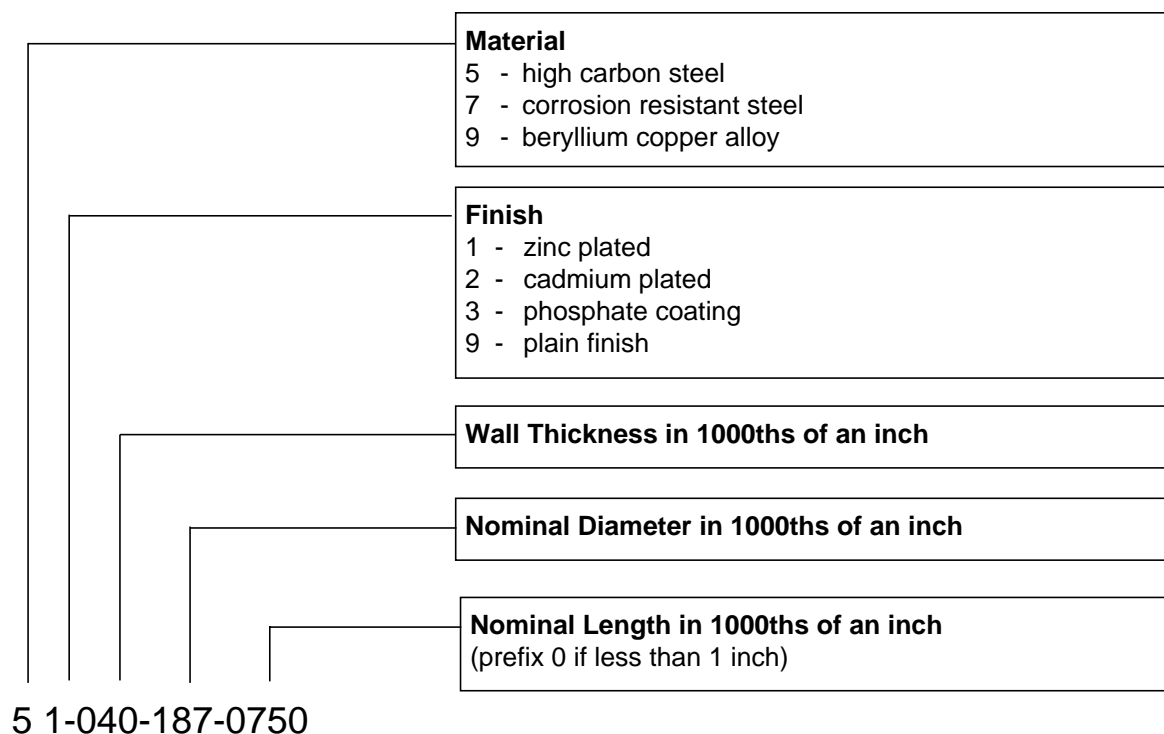 Material
5 - high carbon steel
7 - corrosion resistant steel
9 - beryllium copper alloy
Finish
1 - zinc plated
2 - cadmium plated
3 - phosphate coating
9 - plain finish
Wall Thickness in 1000ths of an inch
Nominal Diameter in 1000ths of an inch
Nominal Length in 1000ths of an inch
(prefix 0 if less than 1 inch)
5 1-040-187-0750